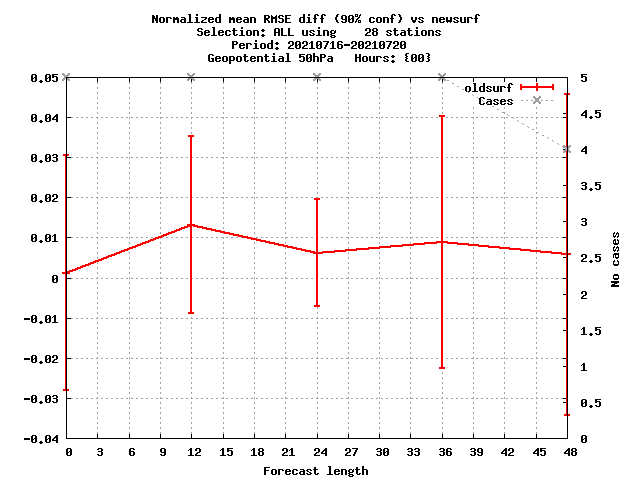 Normalized mean RMSE diff (90% conf) vs newsurf
Selection: ALL using    28 stations
Period: 20210716-20210720
Geopotential 50hPa   Hours: {00}
oldsurf
Cases
0.05
0.04
0.03
0.02
0.01
0
-0.01
-0.02
-0.03
-0.04
5
4.5
4
3.5
3
2.5
2
1.5
1
0.5
0
No cases
0 3 6 9 12 15 18 21 24 27 30 33 36 39 42 45 48
Forecast length